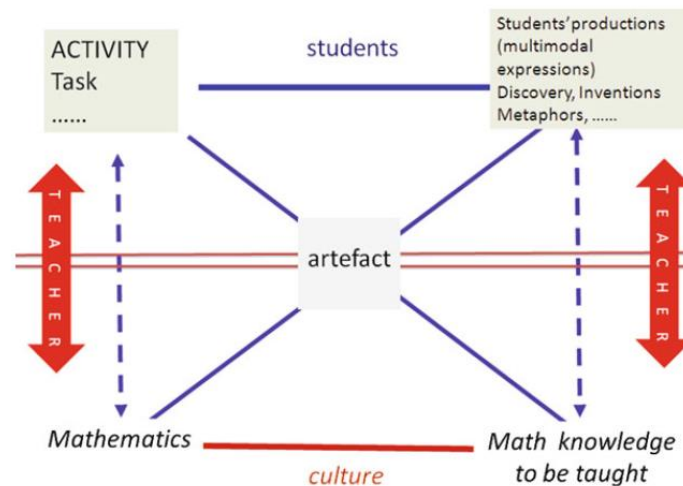 ACTIVITY
Task
......
students
Students' productions
(multimodal
expressions)
Discovery, Inventions
Metaphors, ......
TEACHER
artefact
TEACHER
Mathematics
culture
Math knowledge
to be taught